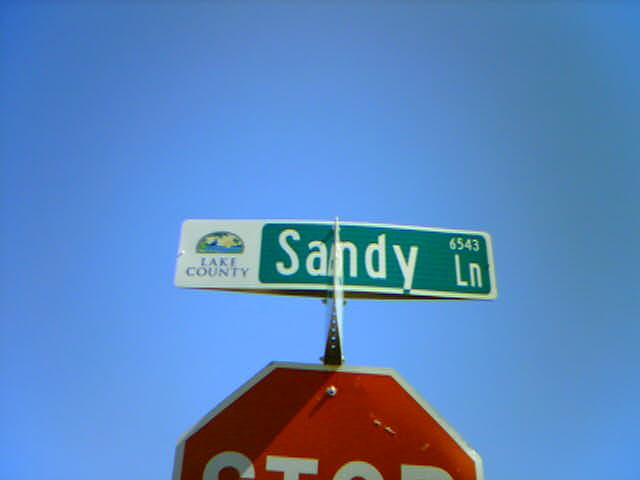 LAKE
COUNTY
Sandy
6543
Ln
STOP